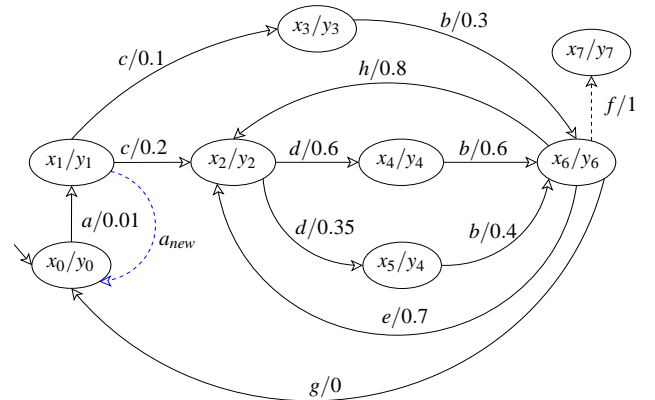 x3/y3
b/0.3
x7/y7
c/0.1
h/0.8
f/1
x1/y1
c/0.2
x2/y2
d/0.6
x4/y4
b/0.6
x6/y6
a/0.01
anew
d/0.35
b/0.4
x0/y0
x5/y4
e/0.7
g/0